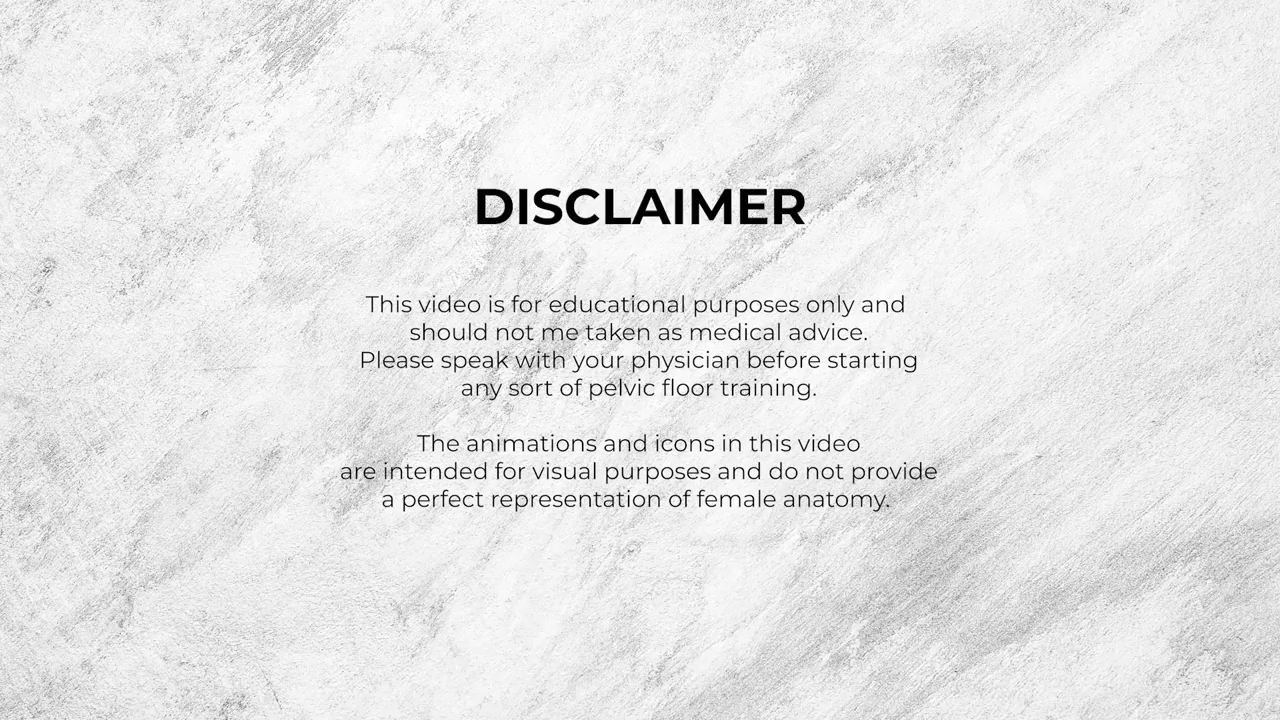 DISCLAIMER
This video is for educational purposes only and
should not me taken as medical advice.
Please speak with your physician before starting
any sort of pelvic floor training.
The animations and icons in this video
are intended for visual purposes and do not provide
a perfect representation of female anatomy.